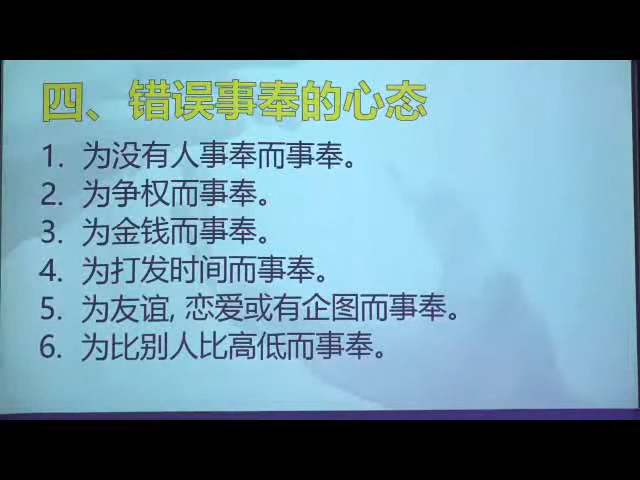 四、错误事奉的心态
1. 为没有人事奉而事奉。
2. 为争权而事奉。
3. 为金钱而事奉。
4. 为打发时间而事奉。
5. 为友谊, 恋爱或有企图而事奉。
6. 为比别人比高低而事奉。